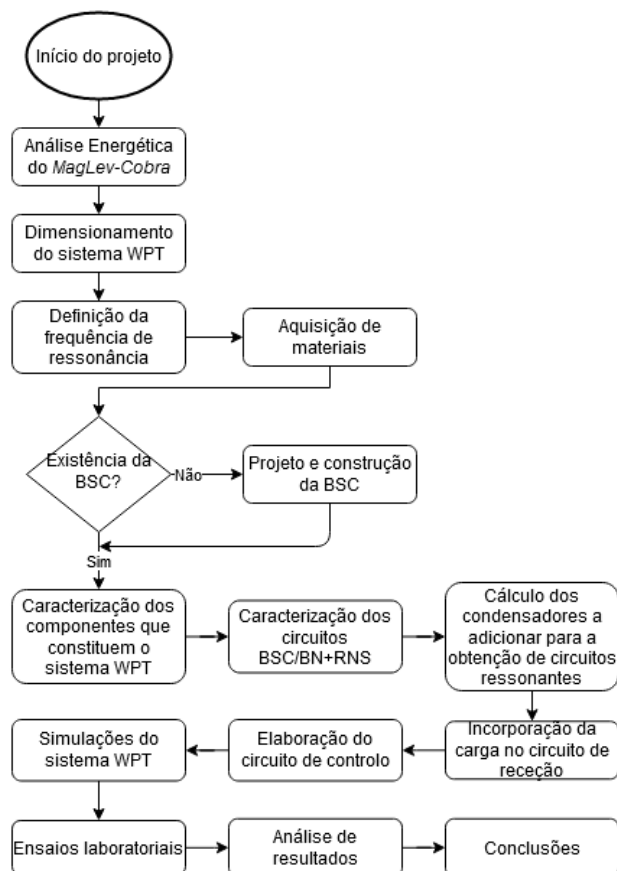 Início do projeto
Análise Energética
do MagLev-Cobra
Dimensionamento
do sistema WPT
Definição da
frequência de
ressonância
Aquisição de
materiais
Existência da
BSC?
Não
Projeto e construção
da BSC
Sim
Caracterização dos
componentes que
constituem o
sistema WPT
Caracterização dos
circuitos
BSC/BN+RNS
Cálculo dos
condensadores a
adicionar para a
obtenção de circuitos
ressonantes
Incorporação da
carga no circuito de
receção
Elaboração do
circuito de controlo
Simulações do
sistema WPT
Ensaios laboratoriais
Análise de
resultados
Conclusões